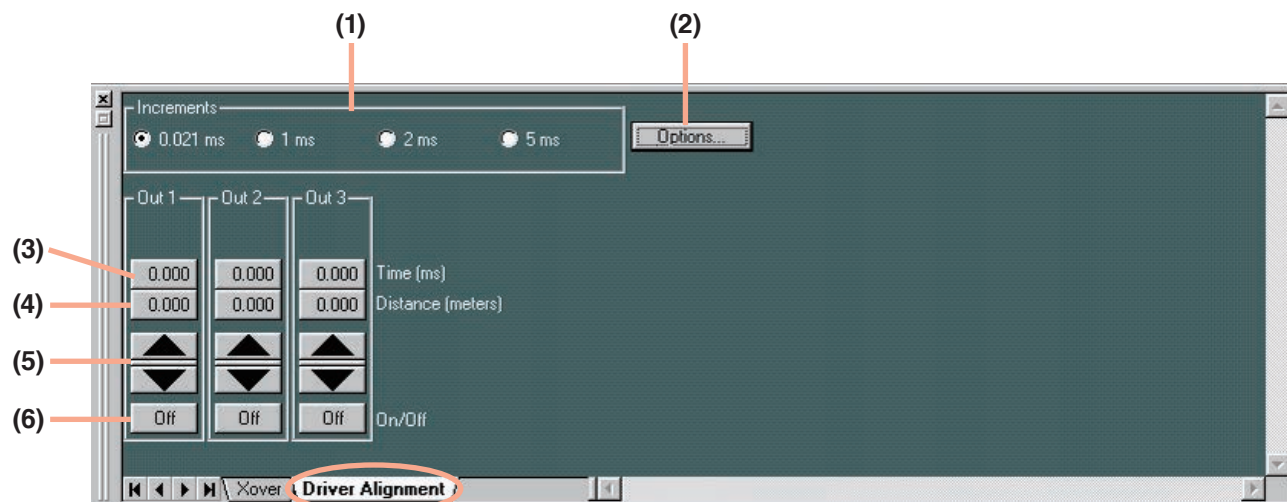 (1) (2)
Increments
0.021 ms 1 ms 2 ms 5 ms Options...
Out 1 Out 2 Out 3
(3) 0.000 0.000 0.000 Time (ms)
(4) 0.000 0.000 0.000 Distance (meters)
(5)
(6) Off Off Off On/Off
Xover Driver Alignment